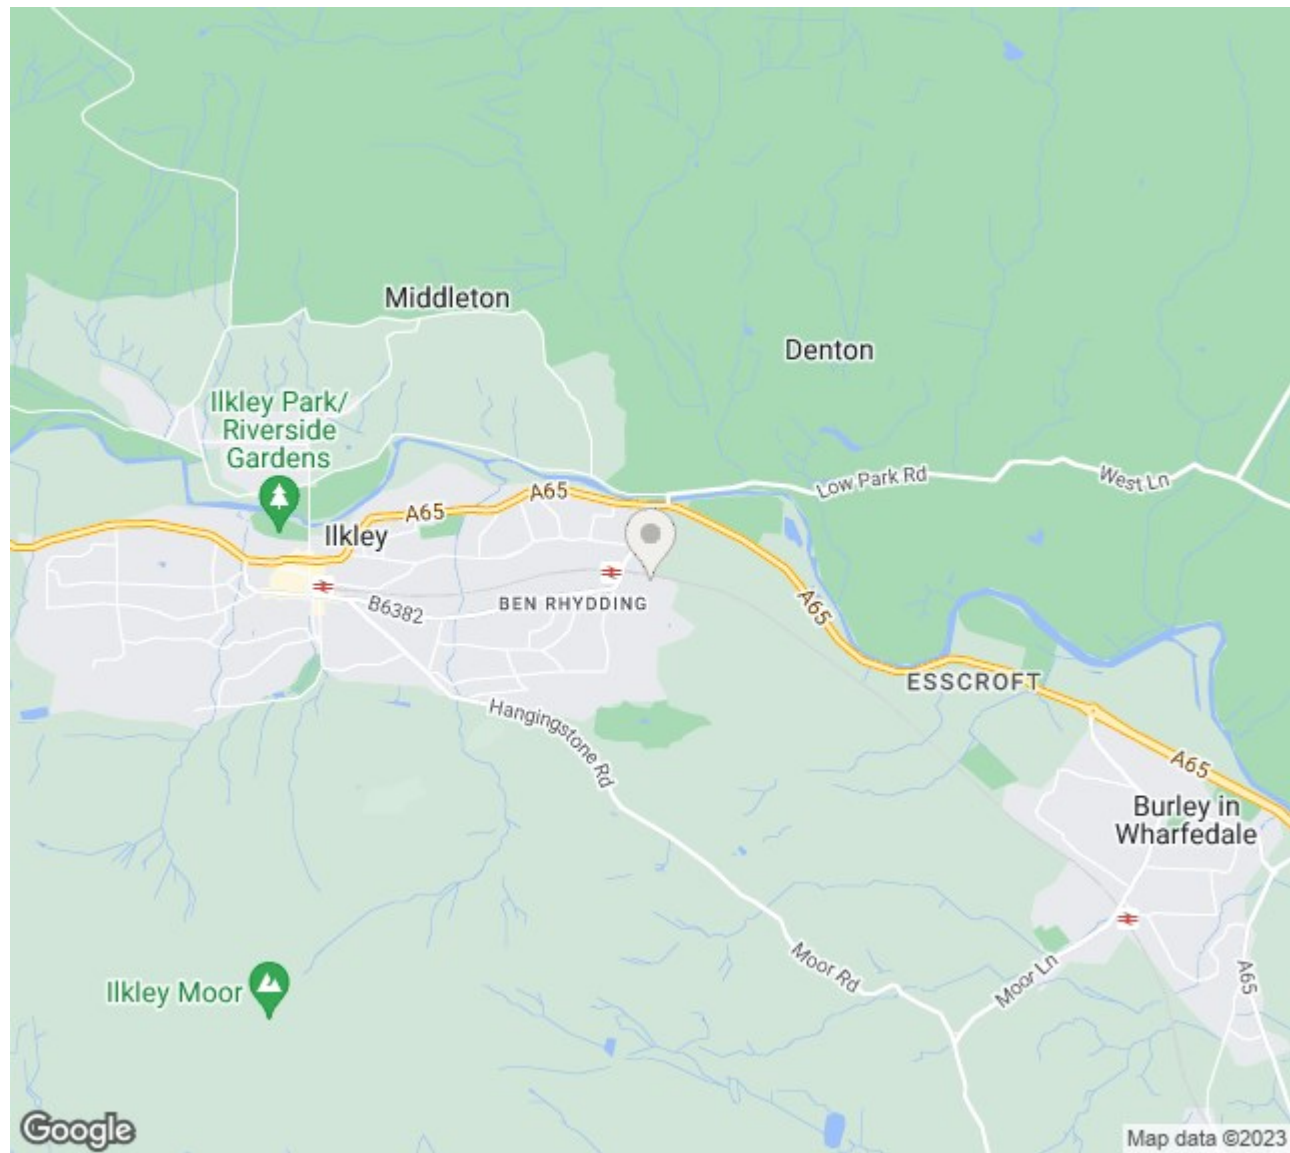 Middleton
Denton
Ilkley Park/
Riverside
Gardens
Low Park Rd
West Ln
A65
A65
Ilkley
A65
BEN RHYDDING
B6382
ESSCROFT
Hangingstone Rd
A65
Burley in
Wharfedale
Moor Rd
Moor Ln
A65
Ilkley Moor
Google
Map data ©2023